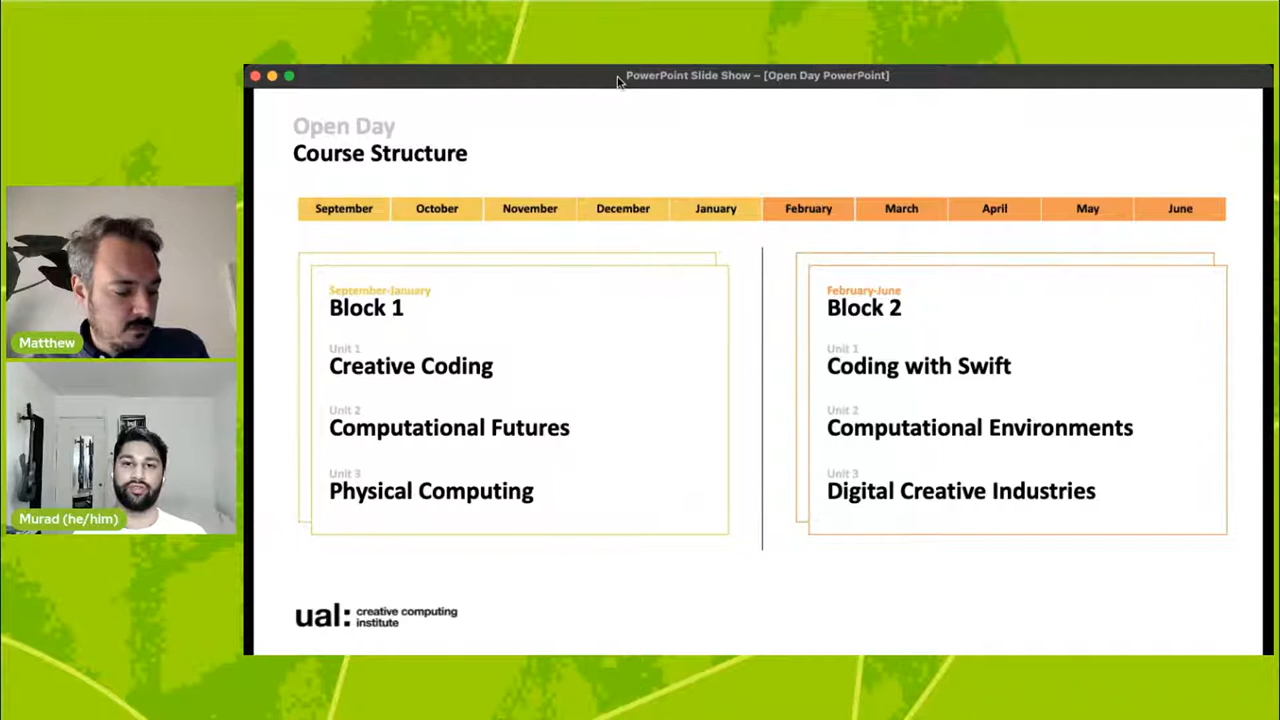 PowerPoint Slide Show – [Open Day PowerPoint]
Open Day
Course Structure
September October November December January February March April May June
September-January
Block 1
Unit 1
Creative Coding
Unit 2
Computational Futures
Unit 3
Physical Computing
February-June
Block 2
Unit 1
Coding with Swift
Unit 2
Computational Environments
Unit 3
Digital Creative Industries
ual: creative computing
institute
Matthew
Murad (he/him)